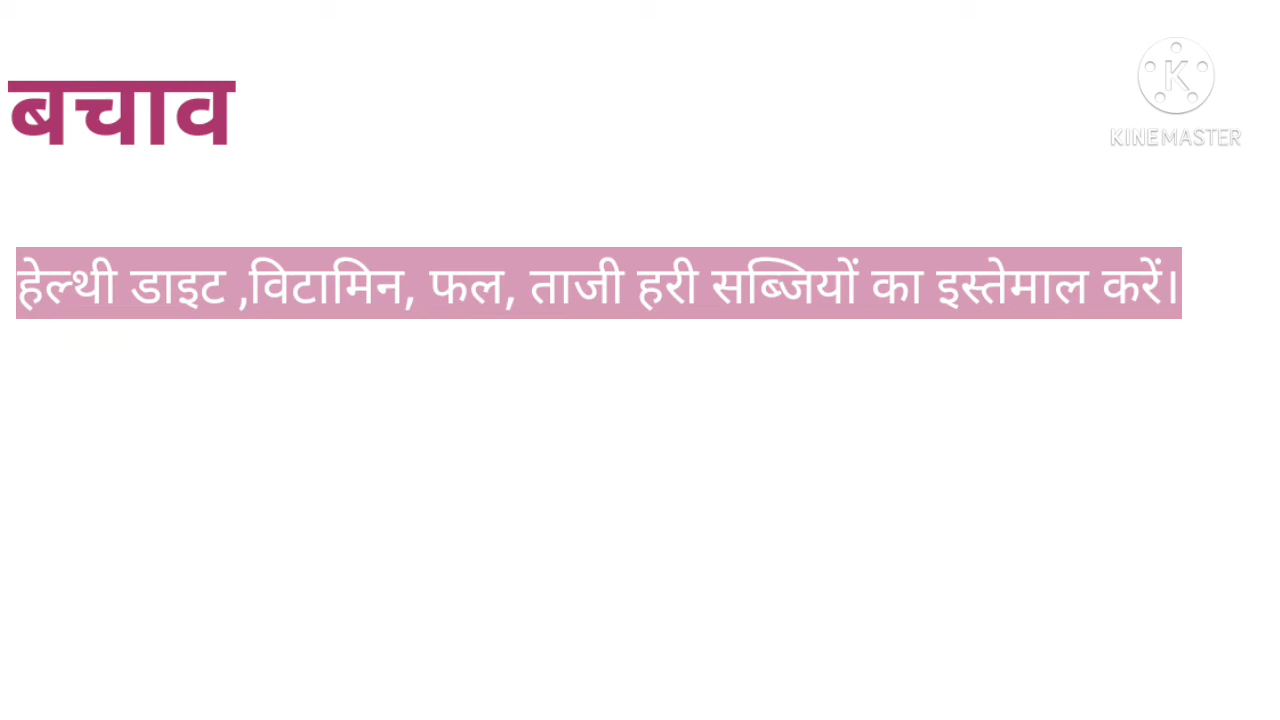 बचाव
K
KINEMASTER
हेल्थी डाइट ,विटामिन, फल, ताजी हरी सब्जियों का इस्तेमाल करें।